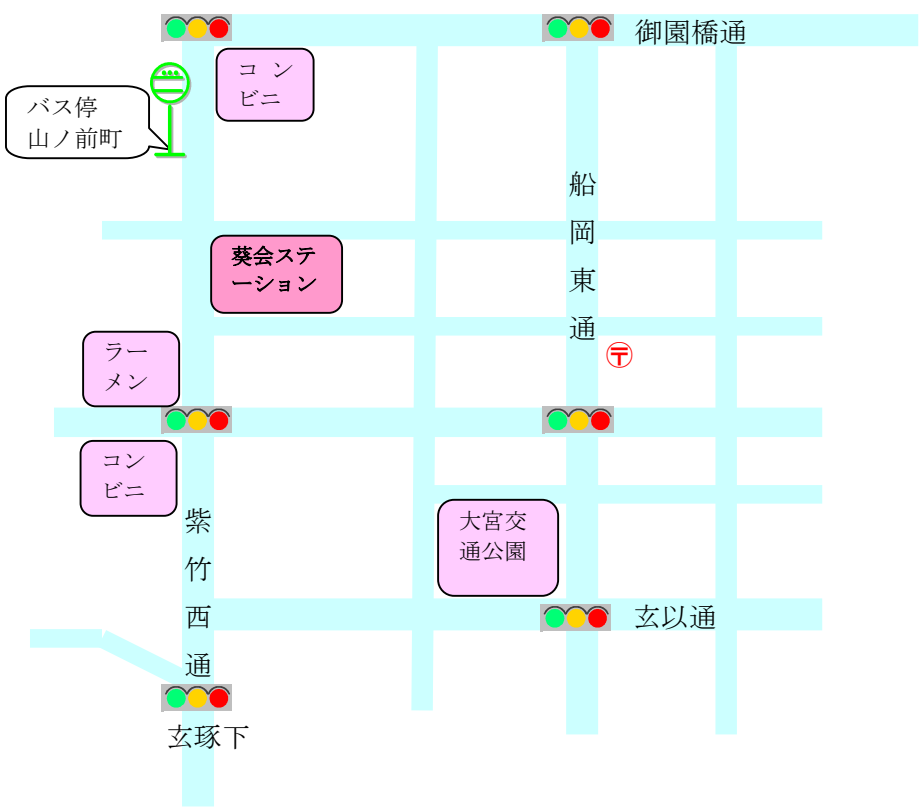 御園橋通
コ ン
ビニ
バス停
山ノ前町
船岡東通
葵会ステ
ーション
〒
ラー
メン
コン
ビニ
紫竹西通
大宮交
通公園
玄以通
玄琢下